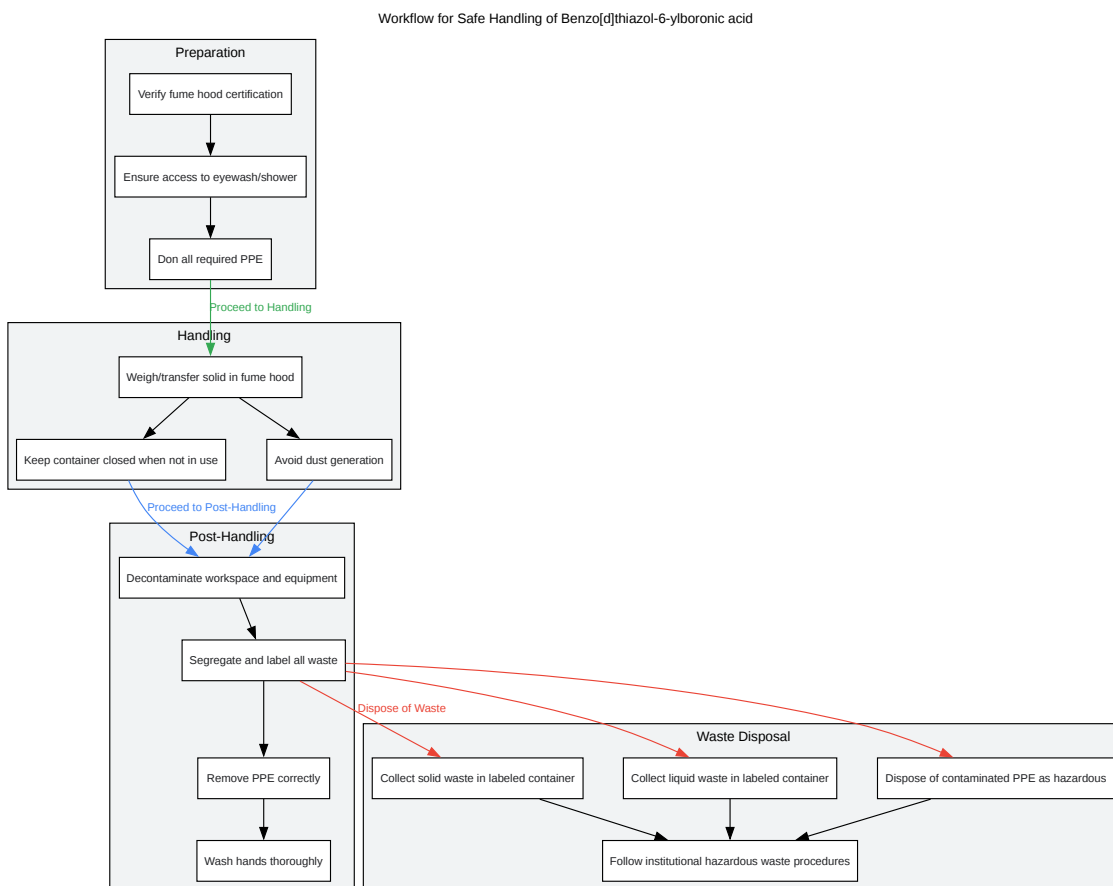 Workflow for Safe Handling of Benzo[d]thiazol-6-ylboronic acid
Preparation
Verify fume hood certification
Ensure access to eyewash/shower
Don all required PPE
Proceed to Handling
Handling
Weigh/transfer solid in fume hood
Keep container closed when not in use
Avoid dust generation
Proceed to Post-Handling
Post-Handling
Decontaminate workspace and equipment
Segregate and label all waste
Dispose of Waste
Waste Disposal
Remove PPE correctly
Collect solid waste in labeled container
Collect liquid waste in labeled container
Dispose of contaminated PPE as hazardous
Wash hands thoroughly
Follow institutional hazardous waste procedures